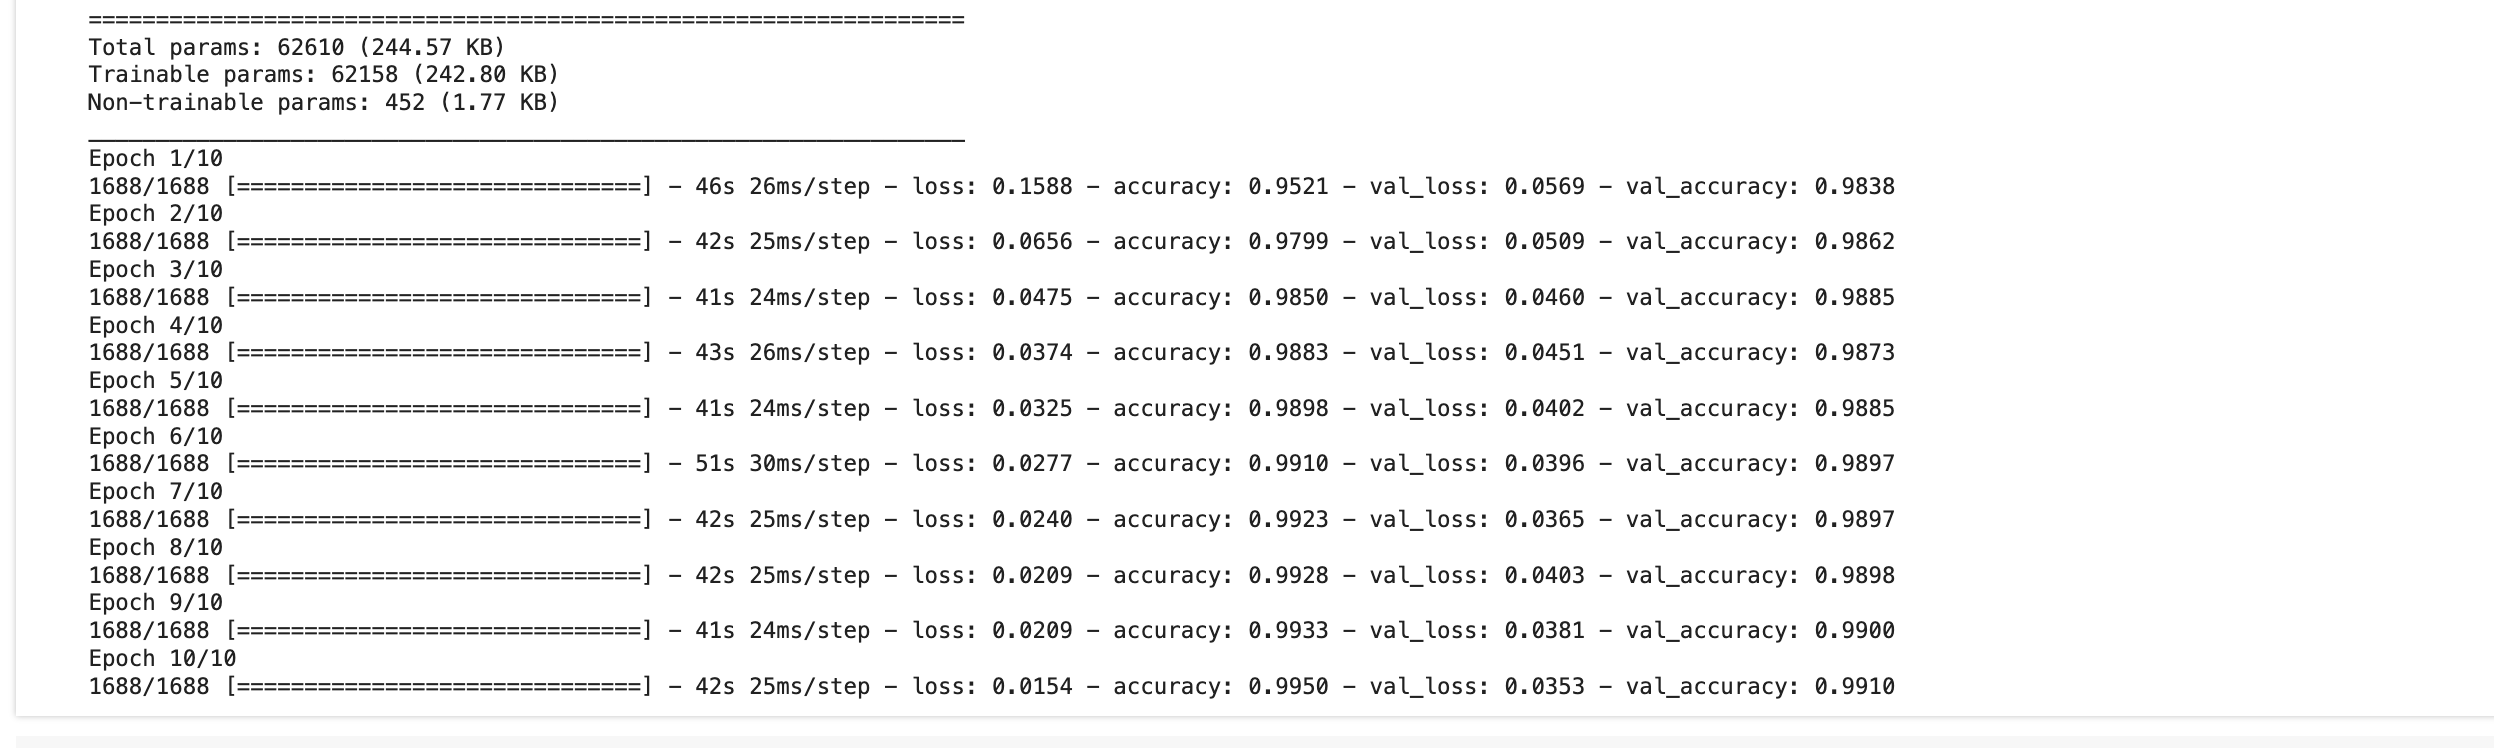 =================================================================
Total params: 62610 (244.57 KB)
Trainable params: 62158 (242.80 KB)
Non-trainable params: 452 (1.77 KB)
_________________________________________________________________
Epoch 1/10
1688/1688 [==============================] - 46s 26ms/step - loss: 0.1588 - accuracy: 0.9521 - val_loss: 0.0569 - val_accuracy: 0.9838
Epoch 2/10
1688/1688 [==============================] - 42s 25ms/step - loss: 0.0656 - accuracy: 0.9799 - val_loss: 0.0509 - val_accuracy: 0.9862
Epoch 3/10
1688/1688 [==============================] - 41s 24ms/step - loss: 0.0475 - accuracy: 0.9850 - val_loss: 0.0460 - val_accuracy: 0.9885
Epoch 4/10
1688/1688 [==============================] - 43s 26ms/step - loss: 0.0374 - accuracy: 0.9883 - val_loss: 0.0451 - val_accuracy: 0.9873
Epoch 5/10
1688/1688 [==============================] - 41s 24ms/step - loss: 0.0325 - accuracy: 0.9898 - val_loss: 0.0402 - val_accuracy: 0.9885
Epoch 6/10
1688/1688 [==============================] - 51s 30ms/step - loss: 0.0277 - accuracy: 0.9910 - val_loss: 0.0396 - val_accuracy: 0.9897
Epoch 7/10
1688/1688 [==============================] - 42s 25ms/step - loss: 0.0240 - accuracy: 0.9923 - val_loss: 0.0365 - val_accuracy: 0.9897
Epoch 8/10
1688/1688 [==============================] - 42s 25ms/step - loss: 0.0209 - accuracy: 0.9928 - val_loss: 0.0403 - val_accuracy: 0.9898
Epoch 9/10
1688/1688 [==============================] - 41s 24ms/step - loss: 0.0209 - accuracy: 0.9933 - val_loss: 0.0381 - val_accuracy: 0.9900
Epoch 10/10
1688/1688 [==============================] - 42s 25ms/step - loss: 0.0154 - accuracy: 0.9950 - val_loss: 0.0353 - val_accuracy: 0.9910